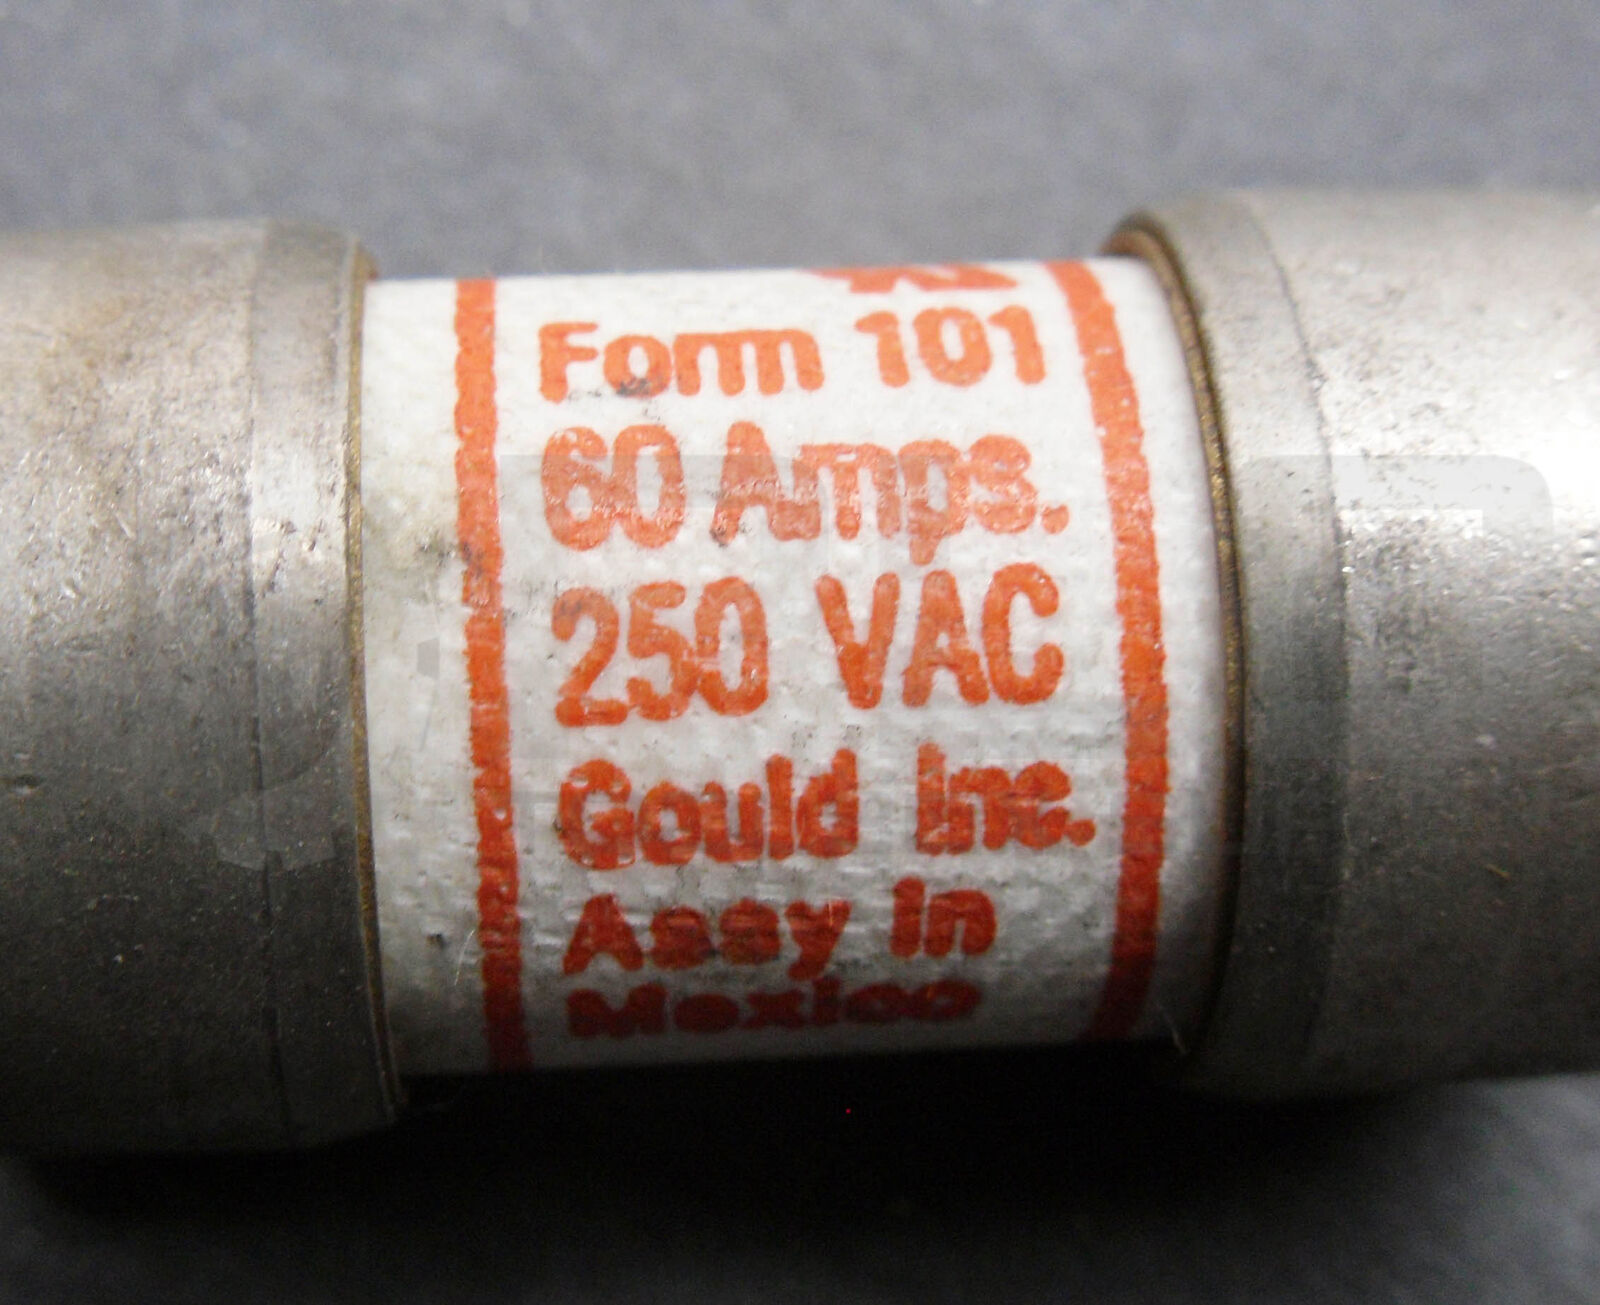 Form 101
60 Amps.
250 VAC
Gould Inc.
Assy in
Mexico